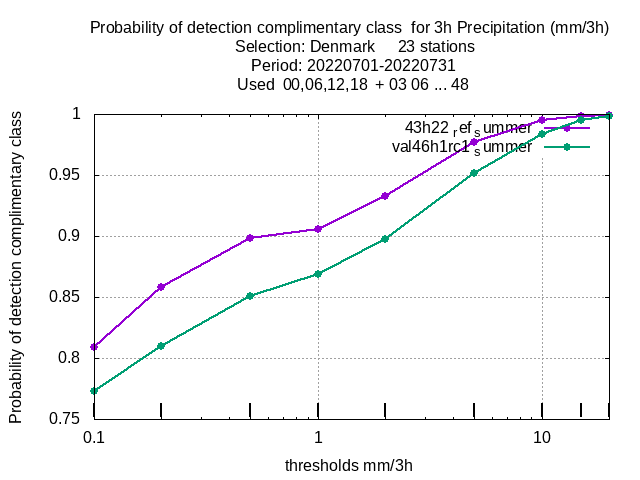 Probability of detection complimentary class  for 3h Precipitation (mm/3h)
Selection: Denmark     23 stations
Period: 20220701-20220731
Used  00,06,12,18  + 03 06 ... 48
Probability of detection complimentary class
1
0.95
0.9
0.85
0.8
0.75
43h22 ref summer
val46h1rc1 summer
0.1
1
10
thresholds mm/3h